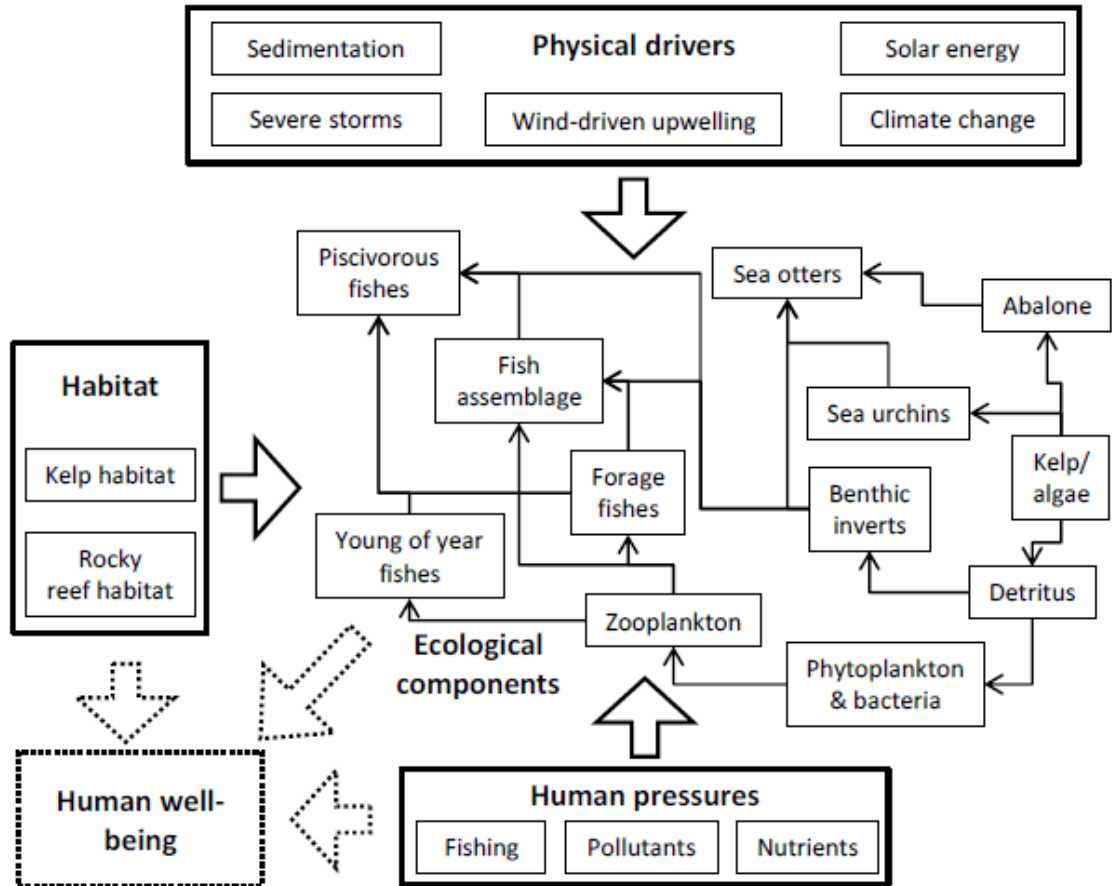 Physical drivers
Sedimentation
Solar energy
Severe storms
Wind-driven upwelling
Climate change
Piscivorous
fishes
Sea otters
Abalone
Fish
assemblage
Sea urchins
Habitat
Kelp habitat
Rocky
reef habitat
Forage
fishes
Benthic
inverts
Kelp/
algae
Young of year
fishes
Detritus
Zooplankton
Ecological
components
Phytoplankton
& bacteria
Human well-
being
Human pressures
Fishing
Pollutants
Nutrients